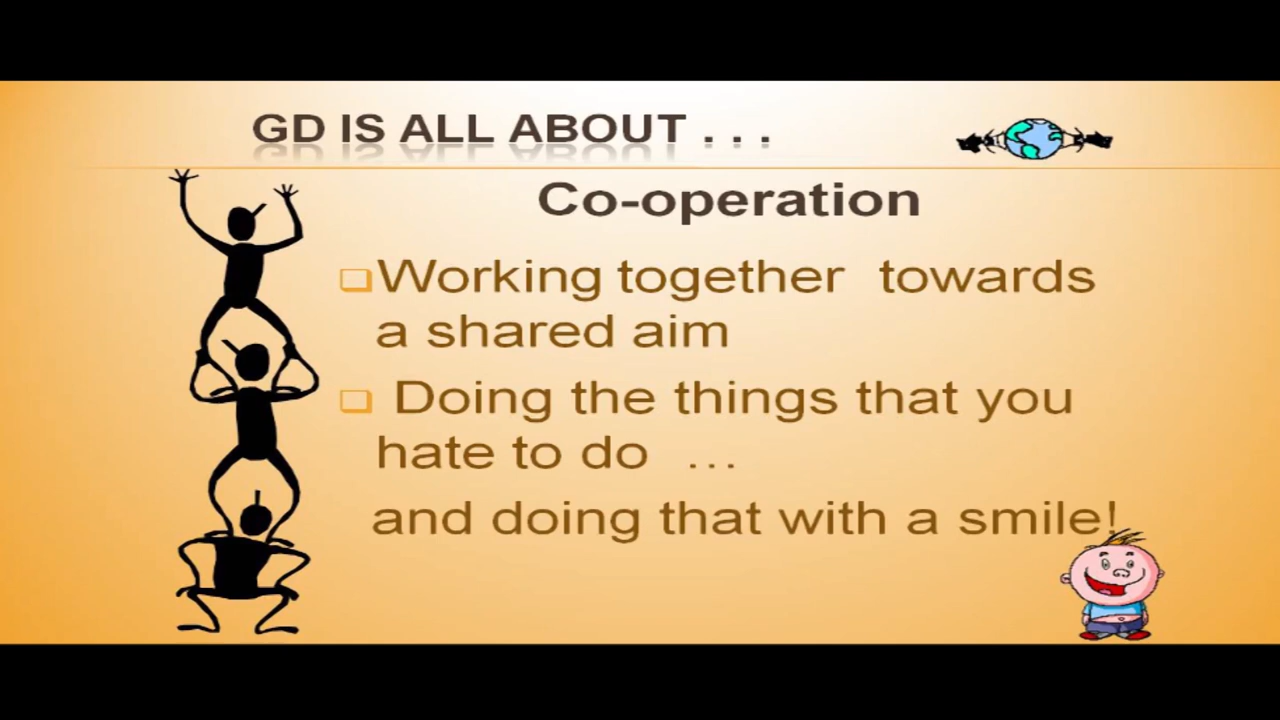 GD IS ALL ABOUT . . .
Co-operation
Working together towards
a shared aim
Doing the things that you
hate to do ...
and doing that with a smile!